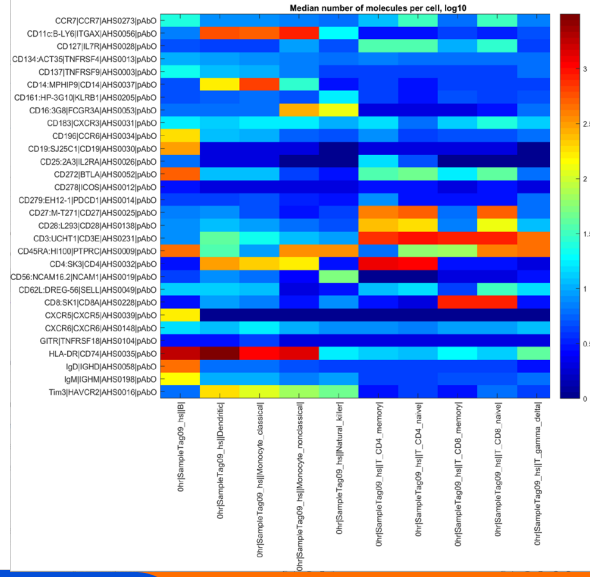 Median number of molecules per cell, log10
CCR7|CCR7|AHS0273|pAbO
CD11c:B-LY6|ITGAX|AHS0056|pAbO
CD127|IL7R|AHS0028|pAbO
CD134:ACT35|TNFRSF4|AHS0013|pAbO
CD137|TNFRSF9|AHS0003|pAbO
CD14:MPHIP9|CD14|AHS0037|pAbO
CD161:HP-3G10|KLRB1|AHS0205|pAbO
CD16:3G8|FCGR3A|AHS0053|pAbO
CD183|CXCR3|AHS0031|pAbO
CD196|CCR6|AHS0034|pAbO
CD19:SJ25C1|CD19|AHS0030|pAbO
CD25:2A3|IL2RA|AHS0026|pAbO
CD272|BTLA|AHS0052|pAbO
CD278|ICOS|AHS0012|pAbO
CD279:EH12-1|PDCD1|AHS0014|pAbO
CD27:M-T271|CD27|AHS0025|pAbO
CD28:L293|CD28|AHS0138|pAbO
CD3:UCHT1|CD3E|AHS0231|pAbO
CD45RA:HI100|PTPRC|AHS0009|pAbO
CD4:SK3|CD4|AHS0032|pAbO
CD56:NCAM16.2|NCAM1|AHS0019|pAbO
CD62L:DREG-56|SELL|AHS0049|pAbO
CD8:SK1|CD8A|AHS0228|pAbO
CXCR5|CXCR5|AHS0039|pAbO
CXCR6|CXCR6|AHS0148|pAbO
GITR|TNFRSF18|AHS0104|pAbO
HLA-DR|CD74|AHS0035|pAbO
IgD|IGHD|AHS0058|pAbO
IgM|IGHM|AHS0198|pAbO
Tim3|HAVCR2|AHS0016|pAbO
3
2.5
2
1.5
1
0.5
0
0hr|SampleTag09_hs||B|
0hr|SampleTag09_hs||Dendritic|
0hr|SampleTag09_hs||Monocyte_classical|
0hr|SampleTag09_hs||Monocyte_nonclassical|
0hr|SampleTag09_hs||Natural_killer|
0hr|SampleTag09_hs||T_CD4_memory|
0hr|SampleTag09_hs||T_CD4_naive|
0hr|SampleTag09_hs||T_CD8_memory|
0hr|SampleTag09_hs||T_CD8_naive|
0hr|SampleTag09_hs||T_gamma_delta|